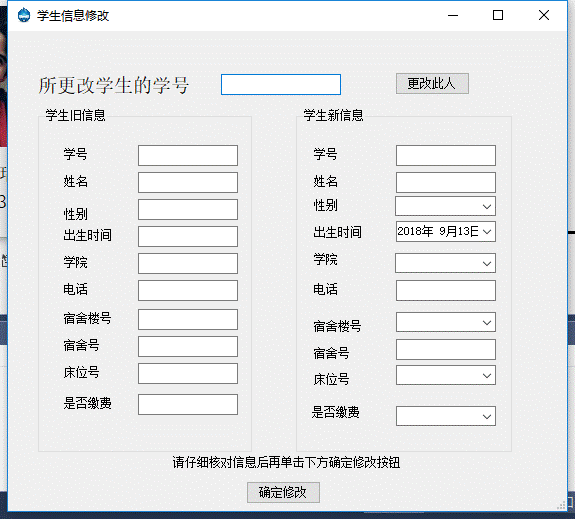 学生信息修改
所更改学生的学号
更改此人
学生旧信息
学号
姓名
性别
出生时间
学院
电话
宿舍楼号
宿舍号
床位号
是否缴费
学生新信息
学号
姓名
性别
出生时间 2018年 9月13日
学院
电话
宿舍楼号
宿舍号
床位号
是否缴费
请仔细核对信息后再单击下方确定修改按钮
确定修改